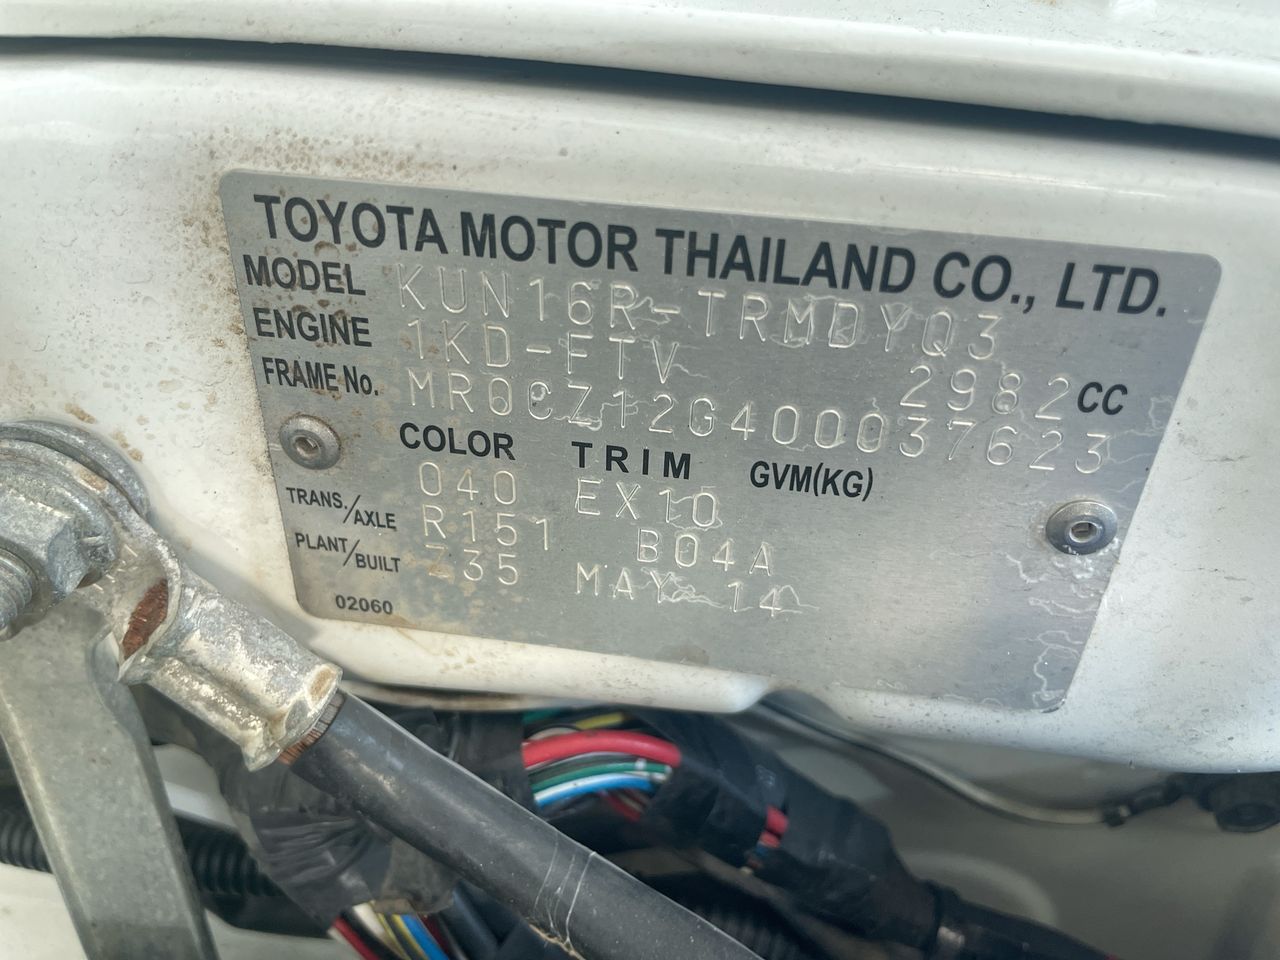 TOYOTA MOTOR THAILAND CO., LTD.
MODEL KUN16R-TRMDYQ3
ENGINE 1KD-FTV 2982 CC
FRAME No. MR0CZ12G400037623
COLOR TRIM GVM(KG)
040 EX10
TRANS./AXLE R151 B04A
PLANT/BUILT Z35 MAY 14
02060